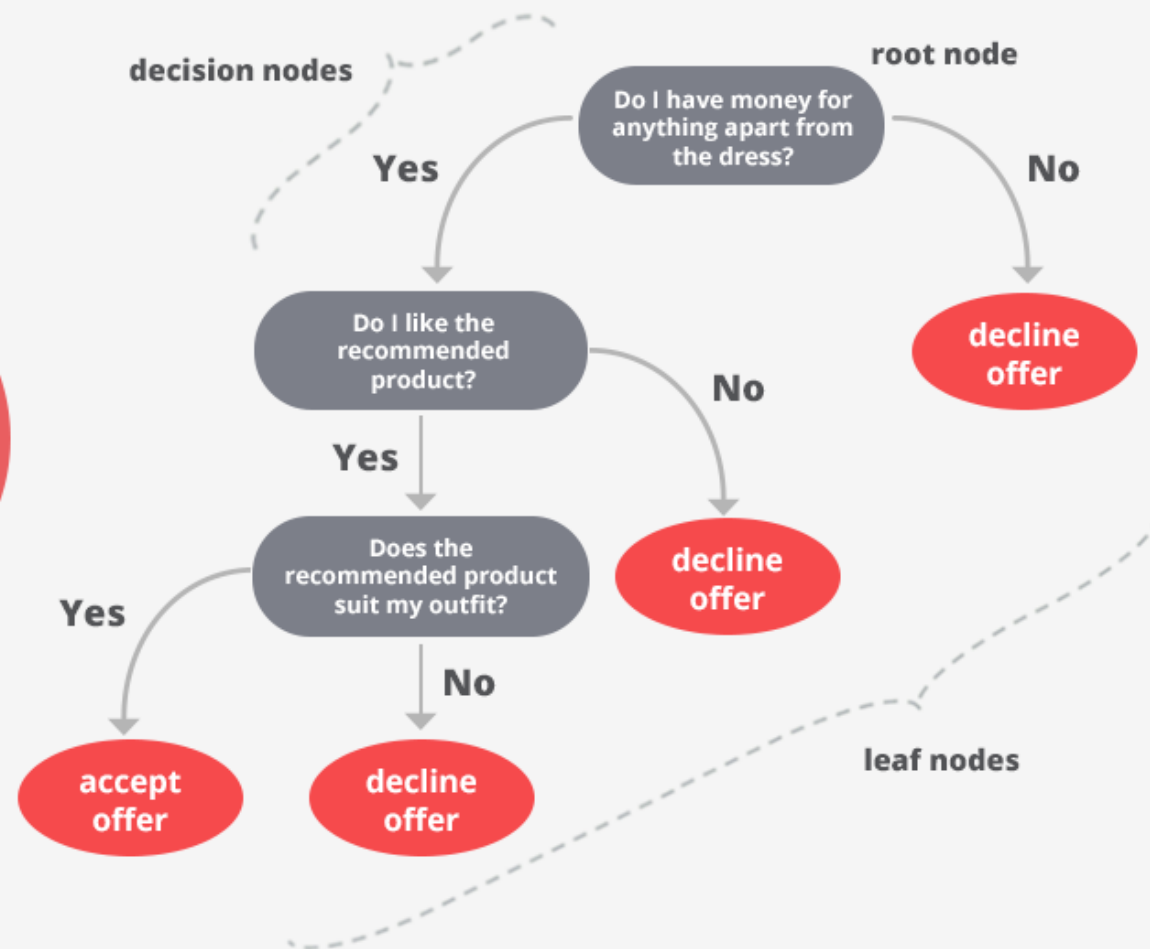 decision nodes
root node
Do I have money for
anything apart from
the dress?
Yes
No
Do I like the
recommended
product?
decline
offer
No
Yes
Does the
recommended product
suit my outfit?
decline
offer
Yes
No
leaf nodes
accept
offer
decline
offer